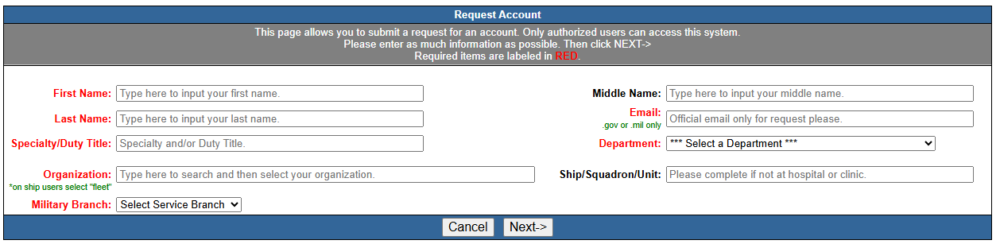 Request Account
This page allows you to submit a request for an account. Only authorized users can access this system.
Please enter as much information as possible. Then click NEXT->
Required items are labeled in RED.
First Name: Type here to input your first name. Middle Name: Type here to input your middle name.
Last Name: Type here to input your last name. Email: Official email only for request please.
.gov or .mil only
Specialty/Duty Title: Specialty and/or Duty Title. Department: *** Select a Department ***
Organization: Type here to search and then select your organization. Ship/Squadron/Unit: Please complete if not at hospital or clinic.
*on ship users select "fleet"
Military Branch: Select Service Branch
Cancel Next->